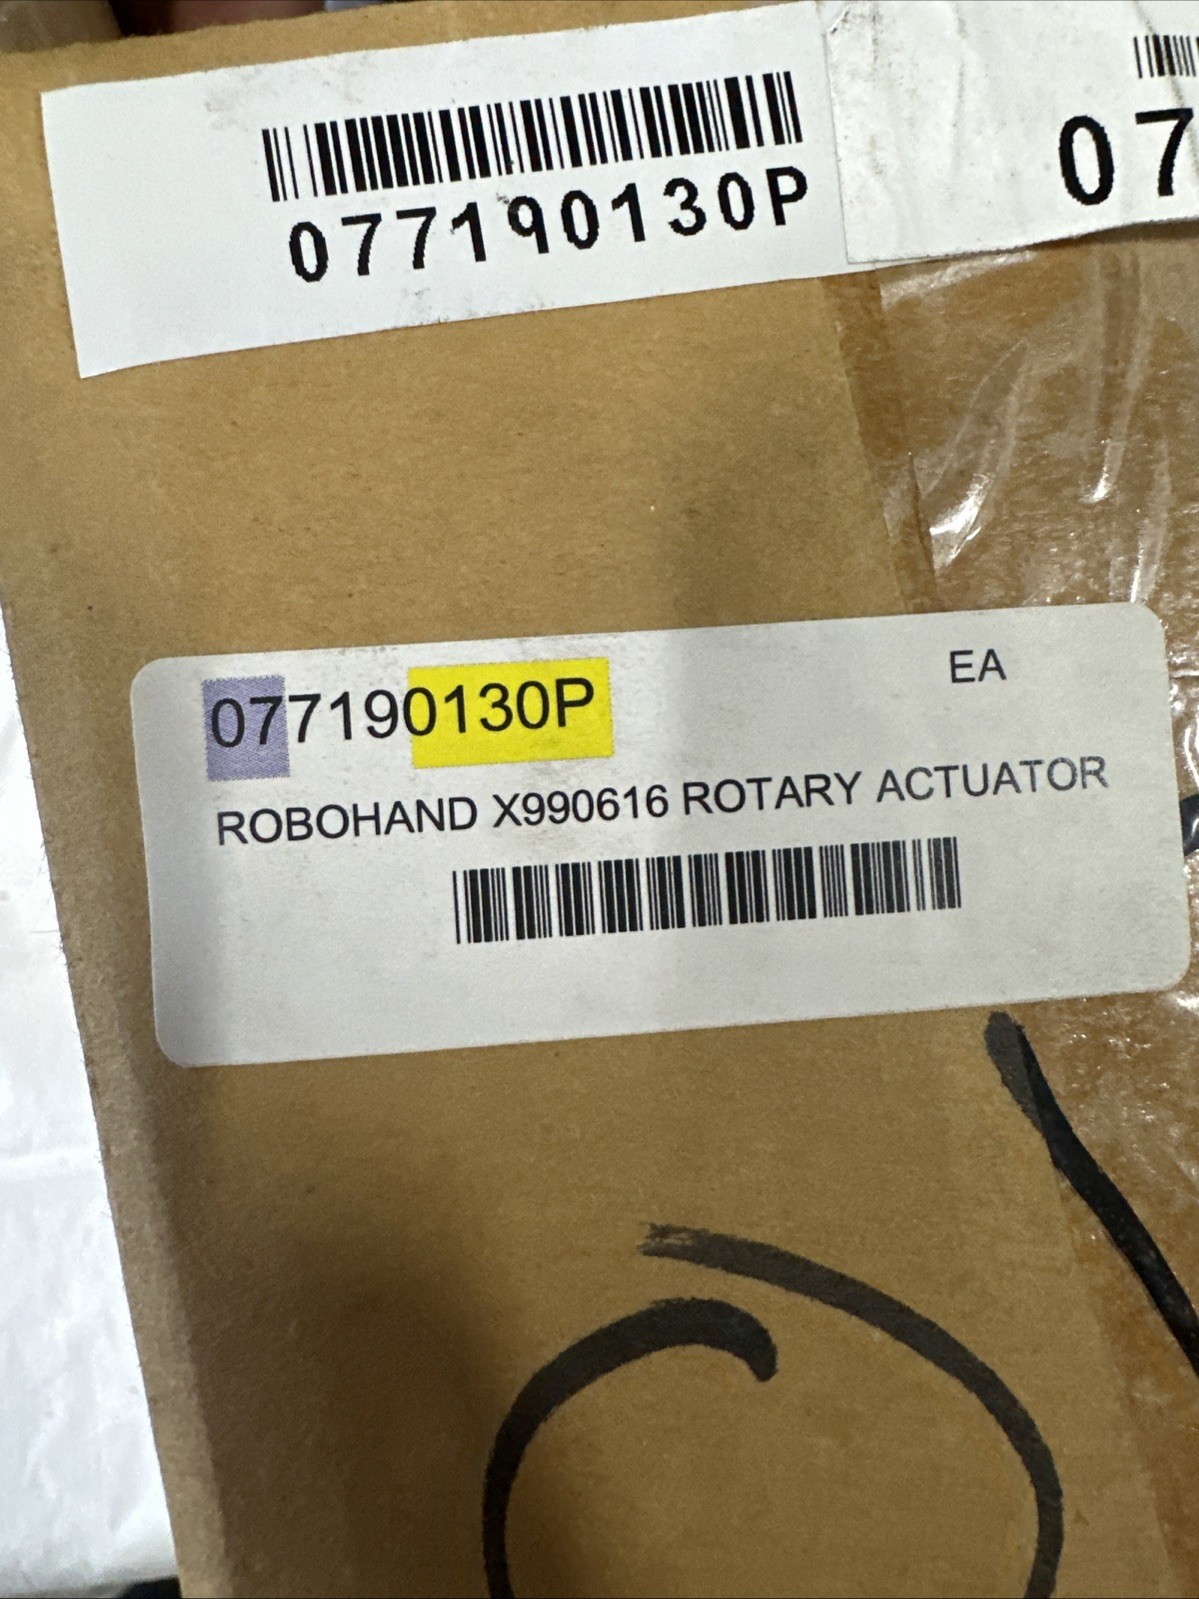 077190130P
07
077190130P
EA
ROBOHAND X990616 ROTARY ACTUATOR